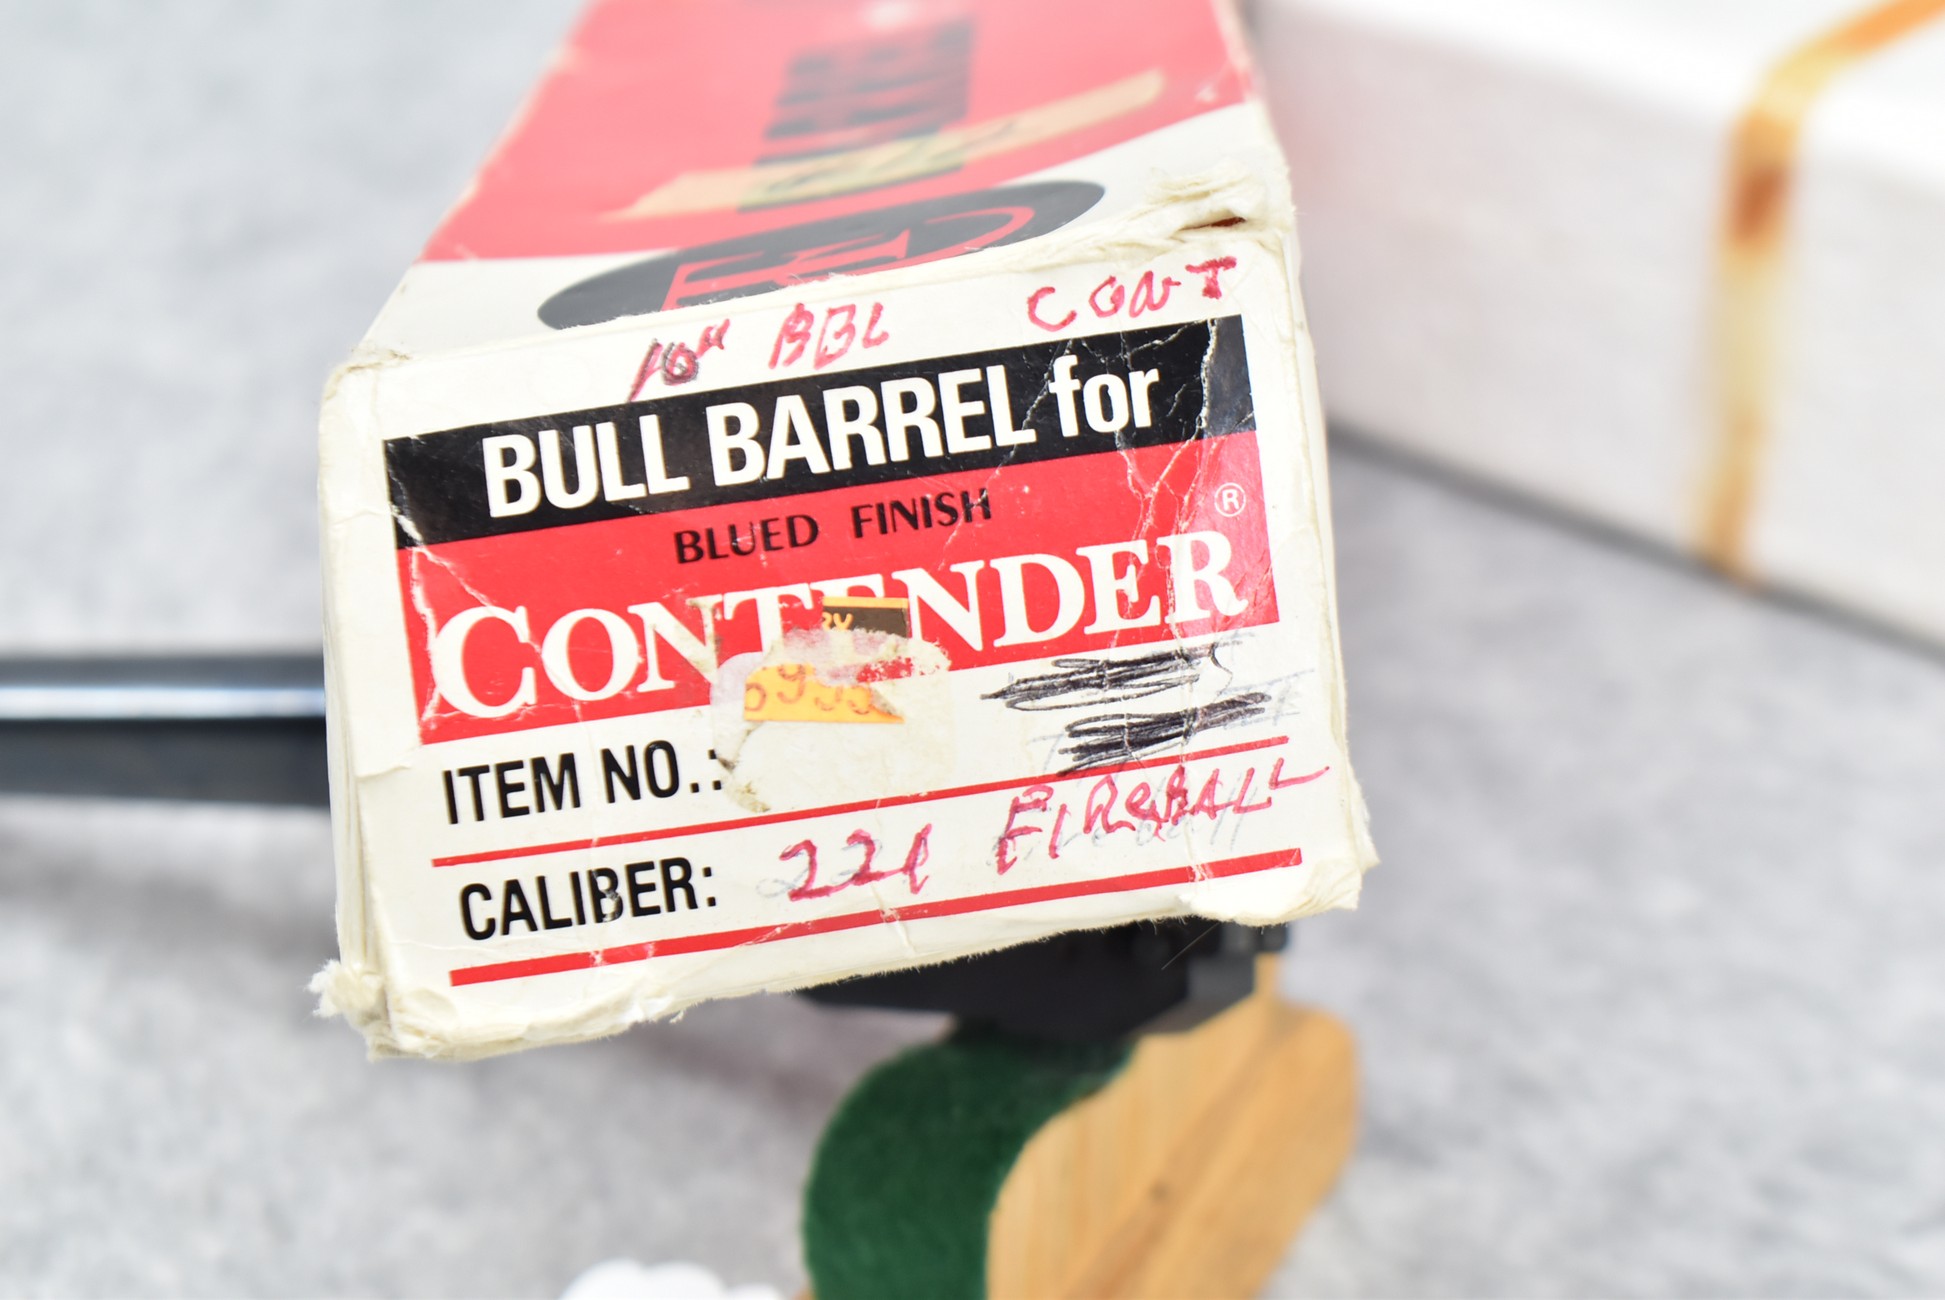 10" BBL CONT
BULL BARREL for
BLUED FINISH ®
CONTENDER
ITEM NO.:
CALIBER: 221 FIREBALL